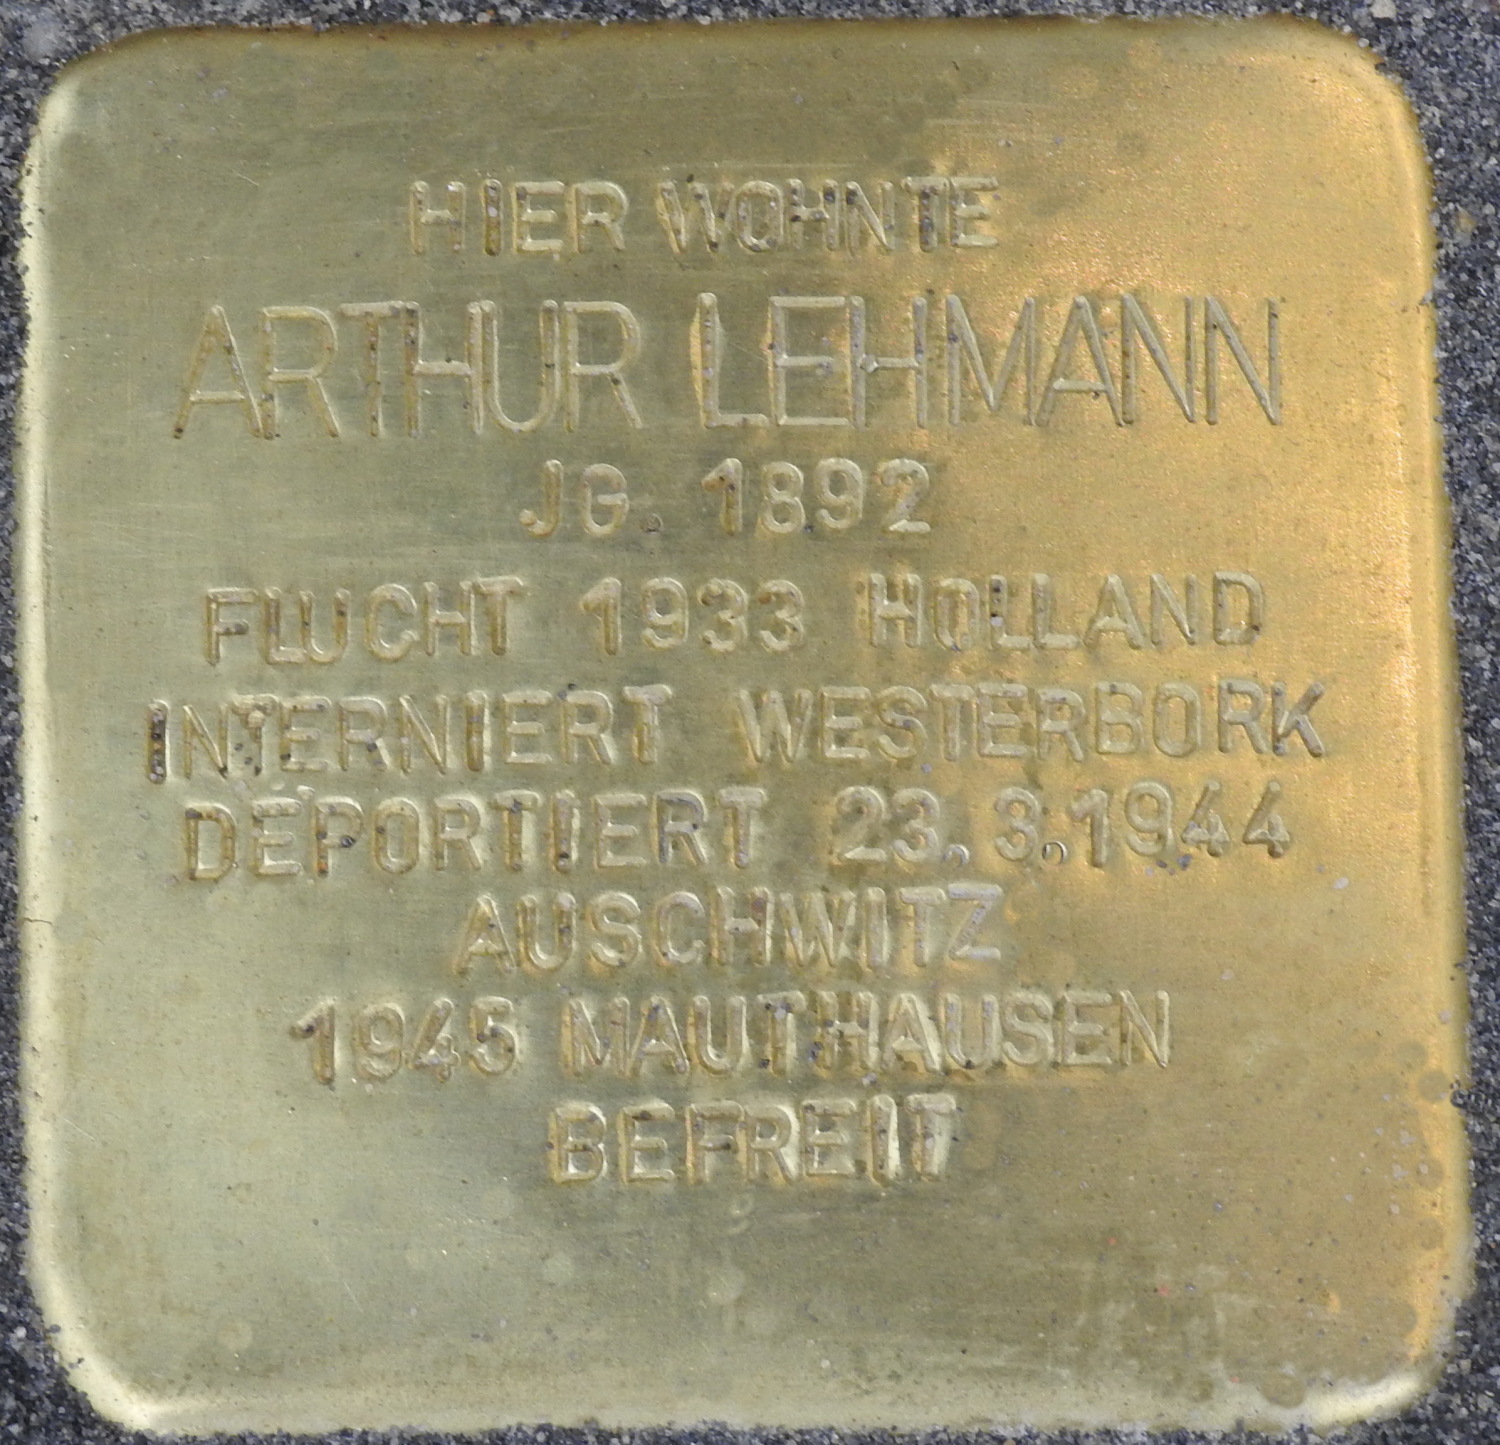 HIER WOHNTE
ARTHUR LEHMANN
JG. 1892
FLUCHT 1933 HOLLAND
INTERNIERT WESTERBORK
DEPORTIERT 23.3.1944
AUSCHWITZ
1945 MAUTHAUSEN
BEFREIT